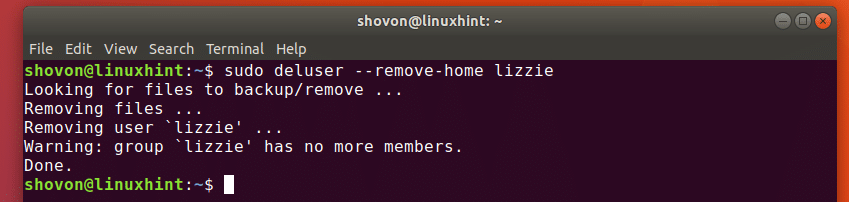 shovon@linuxhint: ~
File Edit View Search Terminal Help
shovon@linuxhint:~$ sudo deluser --remove-home lizzie
Looking for files to backup/remove ...
Removing files ...
Removing user `lizzie' ...
Warning: group `lizzie' has no more members.
Done.
shovon@linuxhint:~$